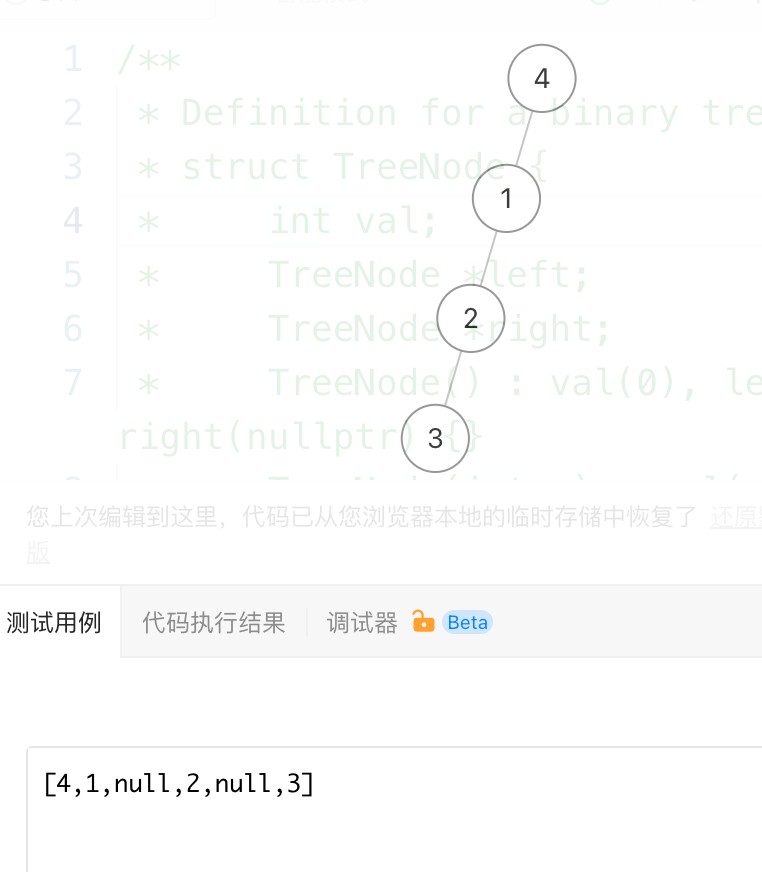 4
1 /**
2  * Definition for a binary tre
3  * struct TreeNode {
1
4  *     int val;
5  *     TreeNode *left;
2
6  *     TreeNode *right;
7  *     TreeNode() : val(0), le
right(nullptr) {}
3
您上次编辑到这里，代码已从您浏览器本地的临时存储中恢复了 还原
版
测试用例 代码执行结果 调试器 Beta
[4,1,null,2,null,3]